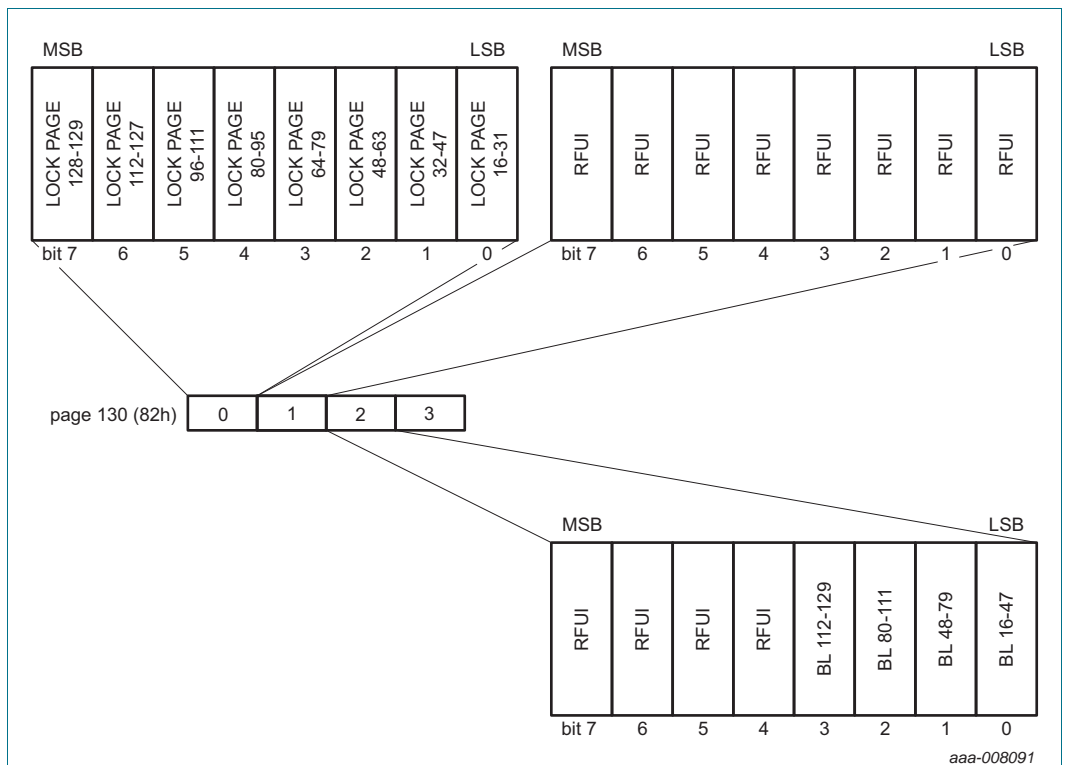 MSB LSB
LOCK PAGE 128-129
LOCK PAGE 112-127
LOCK PAGE 96-111
LOCK PAGE 80-95
LOCK PAGE 64-79
LOCK PAGE 48-63
LOCK PAGE 32-47
LOCK PAGE 16-31
bit 7 6 5 4 3 2 1 0
MSB LSB
RFUI
RFUI
RFUI
RFUI
RFUI
RFUI
RFUI
RFUI
bit 7 6 5 4 3 2 1 0
page 130 (82h) 0 1 2 3
MSB LSB
RFUI
RFUI
RFUI
RFUI
BL 112-129
BL 80-111
BL 48-79
BL 16-47
bit 7 6 5 4 3 2 1 0
aaa-008091